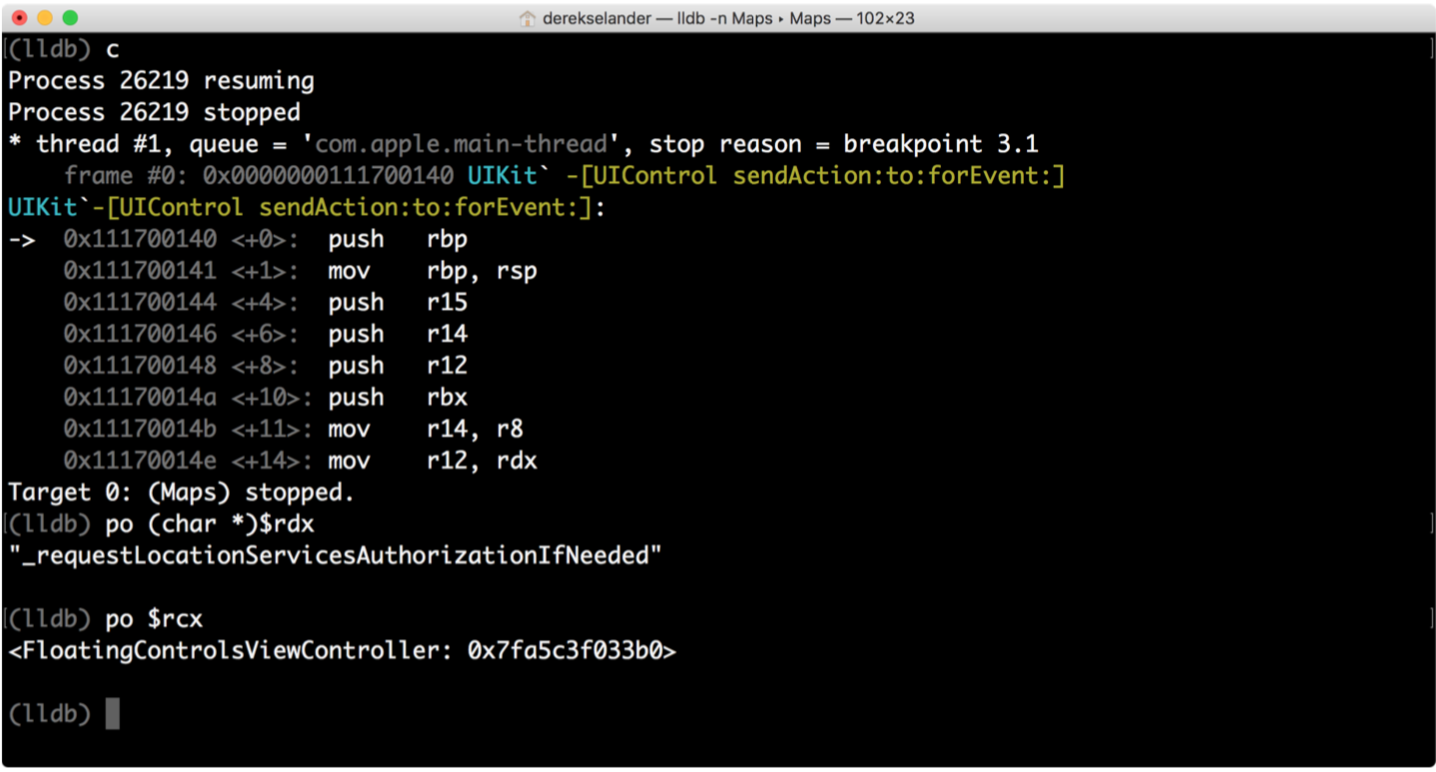 derekselander — lldb -n Maps ▸ Maps — 102×23
(lldb) c
Process 26219 resuming
Process 26219 stopped
* thread #1, queue = 'com.apple.main-thread', stop reason = breakpoint 3.1
    frame #0: 0x0000000111700140 UIKit` -[UIControl sendAction:to:forEvent:]
UIKit`-[UIControl sendAction:to:forEvent:]:
->  0x111700140 <+0>:  push   rbp
    0x111700141 <+1>:  mov    rbp, rsp
    0x111700144 <+4>:  push   r15
    0x111700146 <+6>:  push   r14
    0x111700148 <+8>:  push   r12
    0x11170014a <+10>: push   rbx
    0x11170014b <+11>: mov    r14, r8
    0x11170014e <+14>: mov    r12, rdx
Target 0: (Maps) stopped.
(lldb) po (char *)$rdx
"_requestLocationServicesAuthorizationIfNeeded"
(lldb) po $rcx
<FloatingControlsViewController: 0x7fa5c3f033b0>
(lldb)